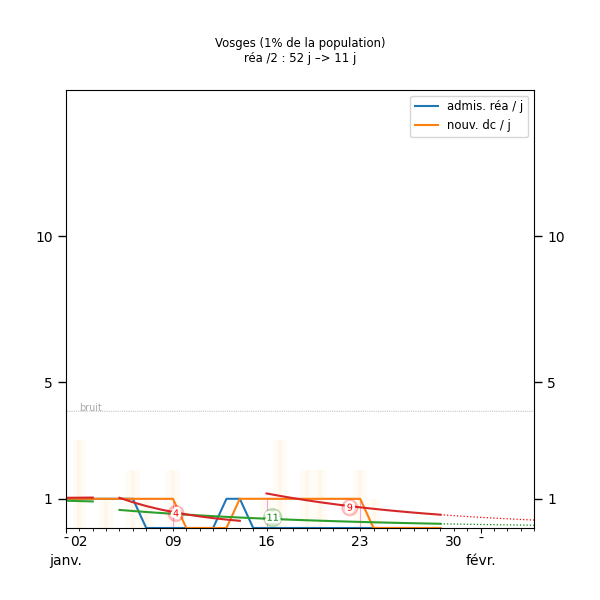 Vosges (1% de la population)
réa /2 : 52 j –> 11 j
admis. réa / j
nouv. dc / j
10 10
5 5
bruit
1 1
4 11 9
02 09 16 23 30
janv. févr.